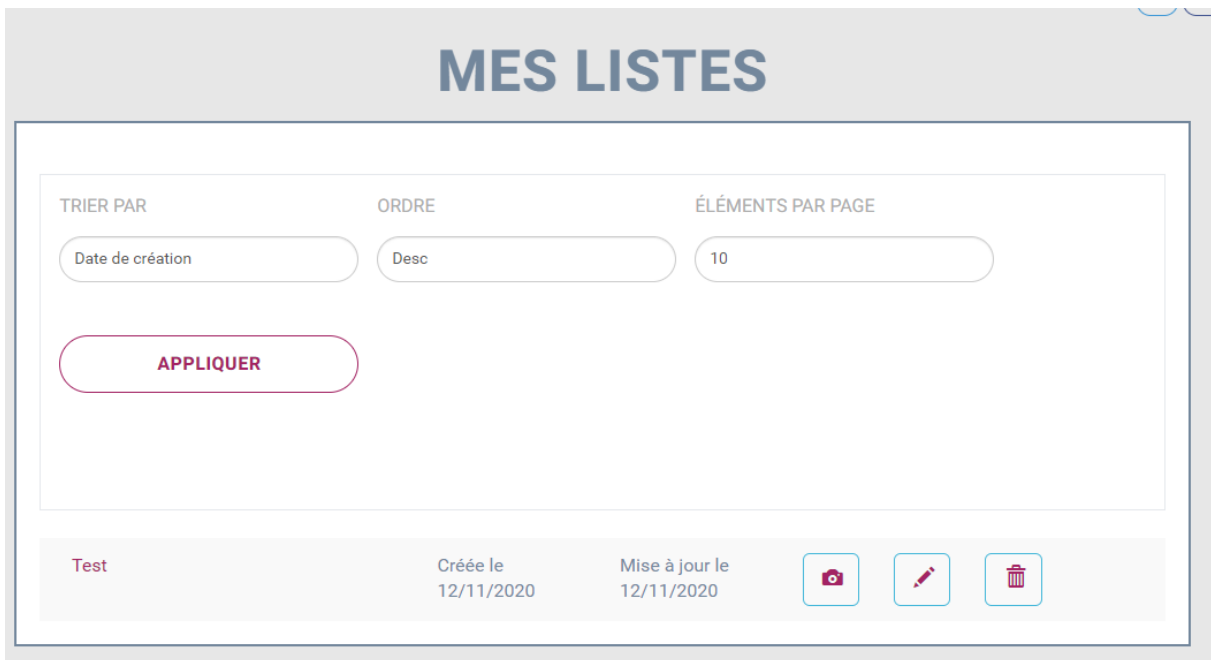 MES LISTES
TRIER PAR
ORDRE
ÉLÉMENTS PAR PAGE
Date de création
Desc
10
APPLIQUER
Test
Créée le
12/11/2020
Mise à jour le
12/11/2020